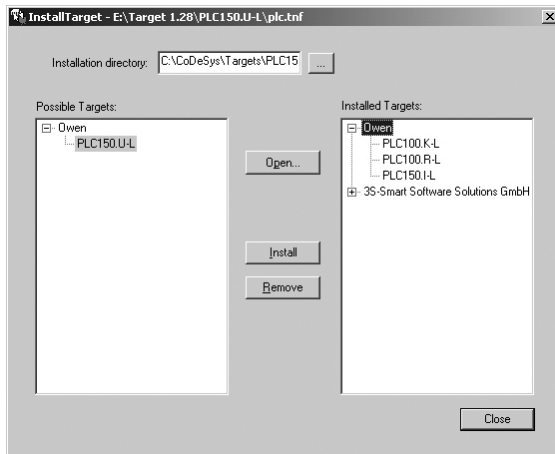 InstallTarget - E:\Target 1.28\PLC150.U-L\plc.tnf
Installation directory: C:\CoDeSys\Targets\PLC15 ...
Possible Targets:
Owen
PLC150.U-L
Open...
Install
Remove
Installed Targets:
Owen
PLC100.K-L
PLC100.R-L
PLC150.I-L
3S-Smart Software Solutions GmbH
Close